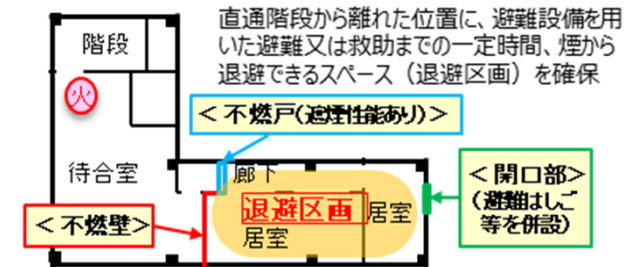 直通階段から離れた位置に、避難設備を用
いた避難又は救助までの一定時間、煙から
退避できるスペース（退避区画）を確保
階段
火
＜不燃戸（遮煙性能あり）＞
待合室
廊下
＜開口部＞
（避難はしご
等を併設）
退避区画
居室
＜不燃壁＞
居室